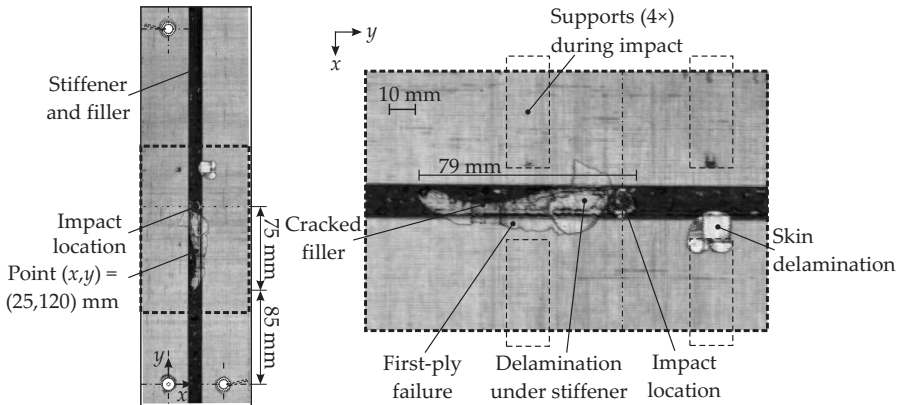 Stiffener
and filler
Impact
location
Point (x,y) =
(25,120) mm
75 mm
85 mm
y
x
y
x
Supports (4×)
during impact
10 mm
79 mm
Cracked
filler
Skin
delamination
First-ply
failure
Delamination
under stiffener
Impact
location